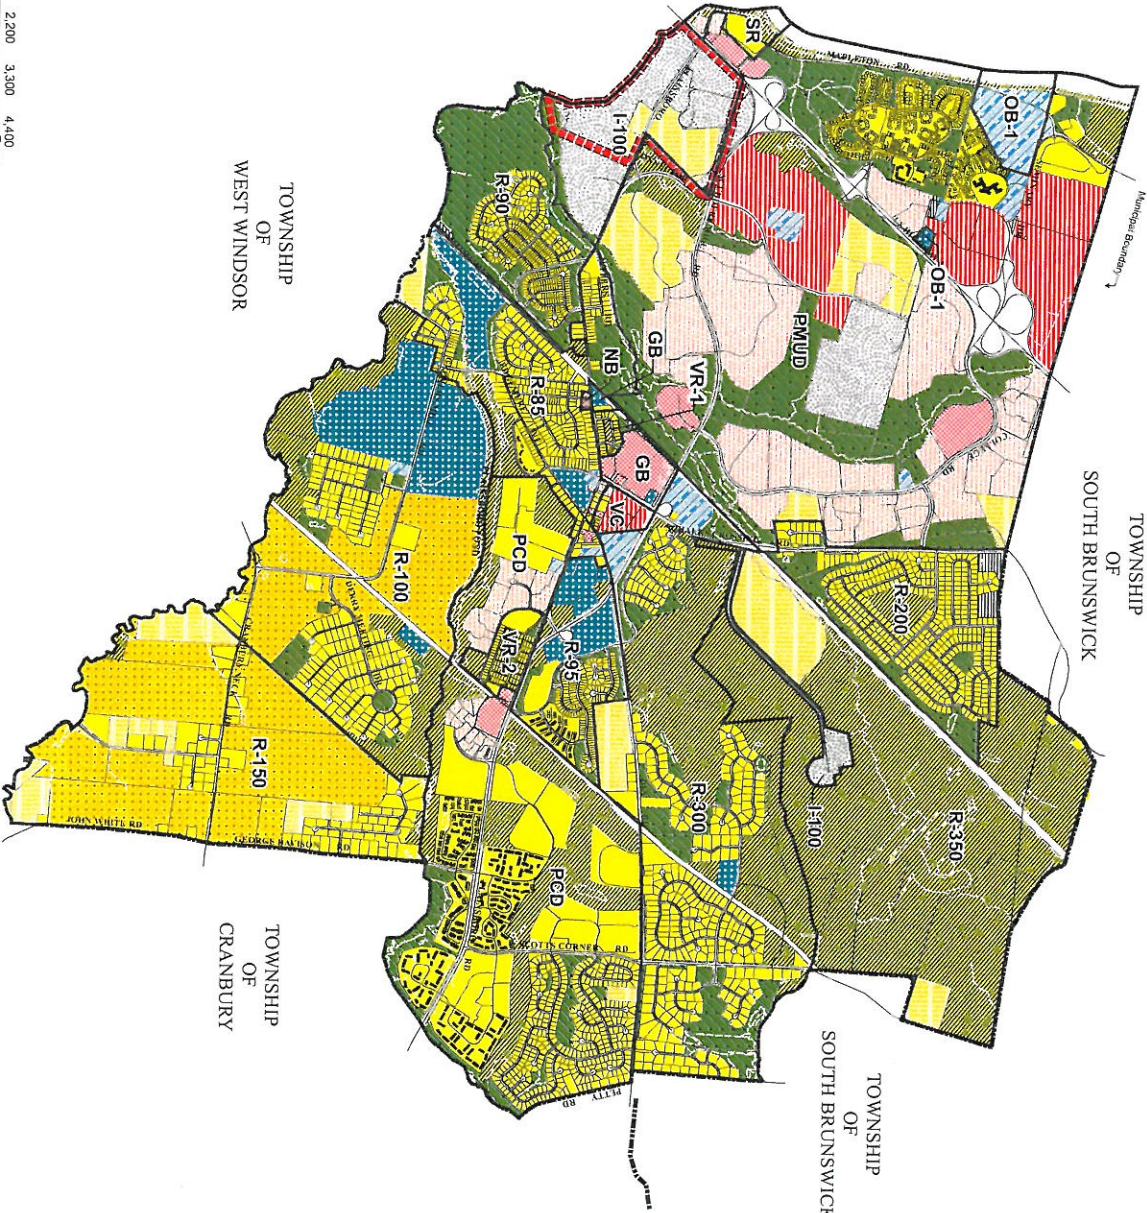 2,200 3,300 4,400
TOWNSHIP
OF
WEST WINDSOR
TOWNSHIP
OF
SOUTH BRUNSWICK
TOWNSHIP
OF
CRANBURY
TOWNSHIP
OF
SOUTH BRUNSWICK
Municipal Boundary
MAPLETON RD
SR
OB-1
I-100
R-90
OB-1
PMUD
GB
VR-1
NB
R-85
GB
VC
COLLEGE RD
R-200
PCD
R-100
VR-2
R-95
R-300
I-100
R-350
R-150
CRANBURY NECK RD
JOHN WHITE RD
GEORGE DAVISON RD
PCD
SCOTTS CORNER RD
RD
PETTY RD